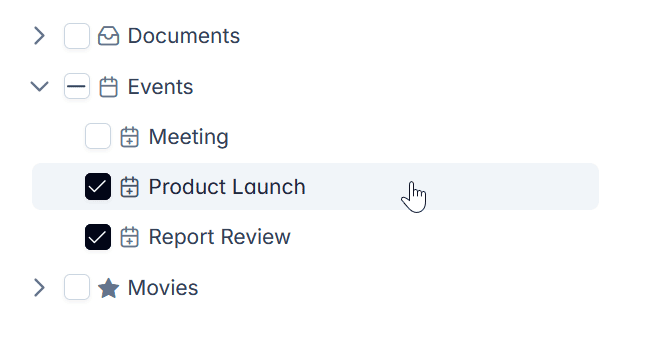 Documents
Events
Meeting
Product Launch
Report Review
Movies